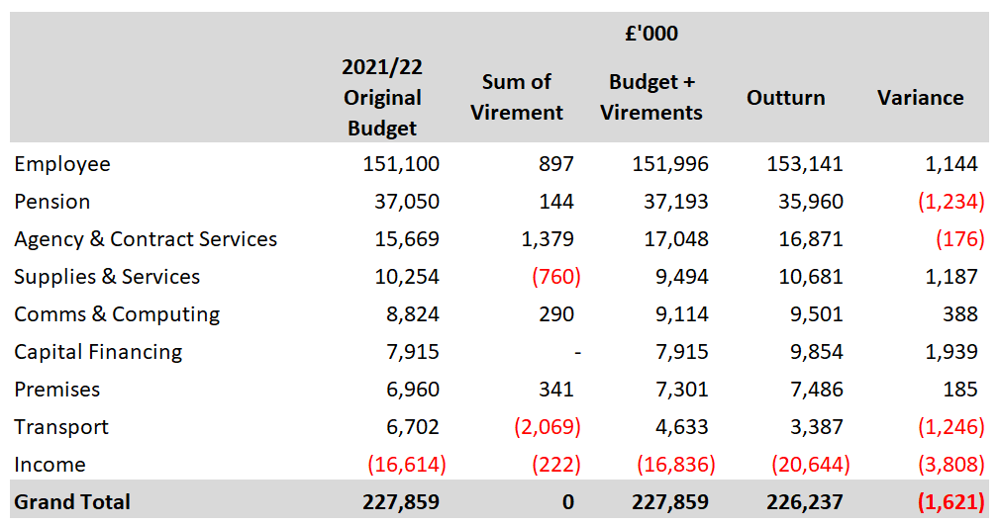 £'000
2021/22 Original Budget Sum of Virement Budget + Virements Outturn Variance
Employee 151,100 897 151,996 153,141 1,144
Pension 37,050 144 37,193 35,960 (1,234)
Agency & Contract Services 15,669 1,379 17,048 16,871 (176)
Supplies & Services 10,254 (760) 9,494 10,681 1,187
Comms & Computing 8,824 290 9,114 9,501 388
Capital Financing 7,915 - 7,915 9,854 1,939
Premises 6,960 341 7,301 7,486 185
Transport 6,702 (2,069) 4,633 3,387 (1,246)
Income (16,614) (222) (16,836) (20,644) (3,808)
Grand Total 227,859 0 227,859 226,237 (1,621)